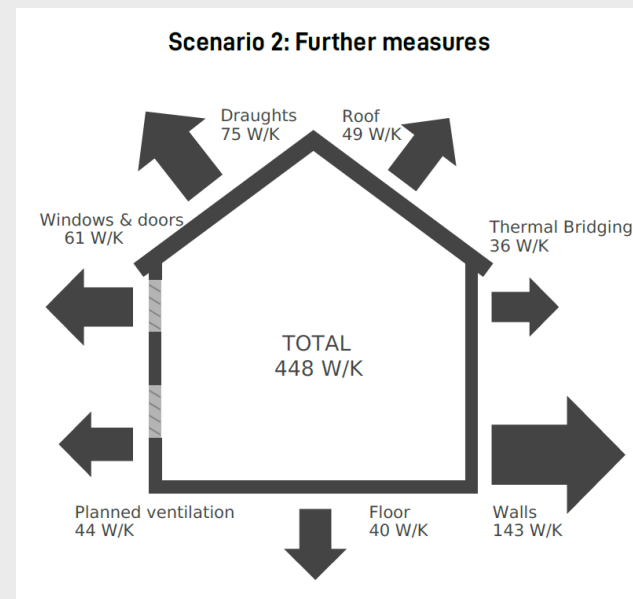 Scenario 2: Further measures
Draughts
75 W/K
Roof
49 W/K
Windows & doors
61 W/K
Thermal Bridging
36 W/K
TOTAL
448 W/K
Planned ventilation
44 W/K
Floor
40 W/K
Walls
143 W/K